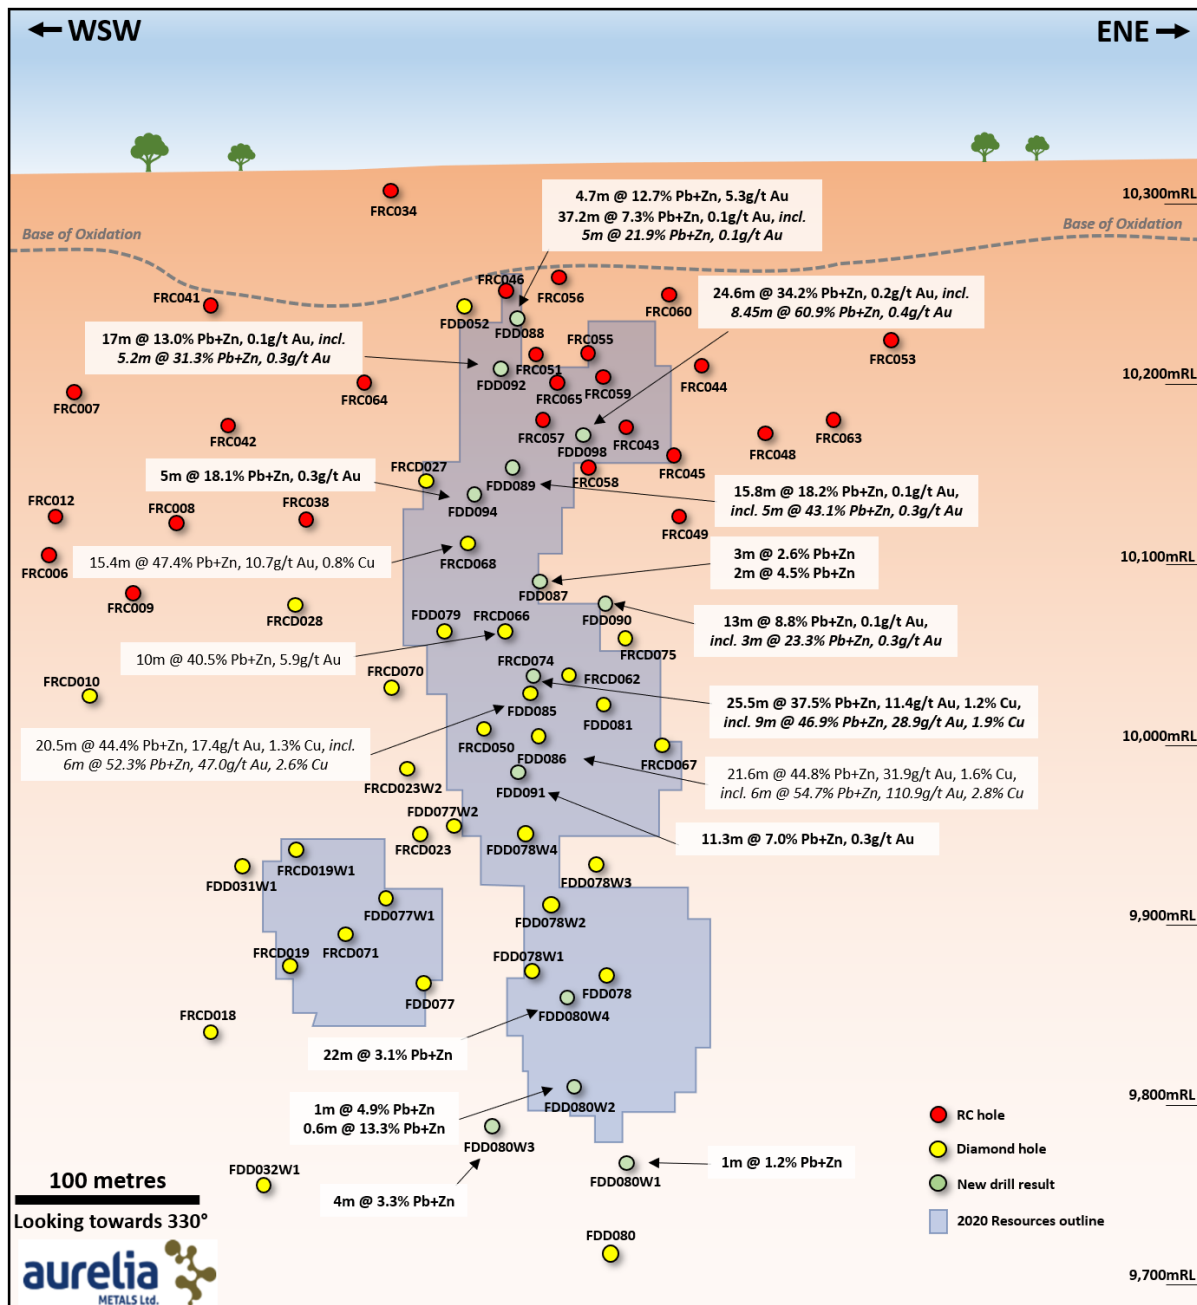 ← WSW
ENE →
10,300mRL
FRC034
4.7m @ 12.7% Pb+Zn, 5.3g/t Au
37.2m @ 7.3% Pb+Zn, 0.1g/t Au, incl.
5m @ 21.9% Pb+Zn, 0.1g/t Au
Base of Oxidation
Base of Oxidation
FRC041
FRC046
FRC056
FRC060
24.6m @ 34.2% Pb+Zn, 0.2g/t Au, incl.
8.45m @ 60.9% Pb+Zn, 0.4g/t Au
FDD052
FDD088
17m @ 13.0% Pb+Zn, 0.1g/t Au, incl.
5.2m @ 31.3% Pb+Zn, 0.3g/t Au
FRC055
FRC051
FRC053
FDD092
FRC059
FRC044
10,200mRL
FRC007
FRC064
FRC065
FRC042
FRC057
FDD098
FRC043
FRC048
FRC063
FRC045
FRCD027
5m @ 18.1% Pb+Zn, 0.3g/t Au
FDD089
FRC058
FDD094
15.8m @ 18.2% Pb+Zn, 0.1g/t Au,
incl. 5m @ 43.1% Pb+Zn, 0.3g/t Au
FRC012
FRC008
FRC038
FRC049
15.4m @ 47.4% Pb+Zn, 10.7g/t Au, 0.8% Cu
FRCD068
3m @ 2.6% Pb+Zn
2m @ 4.5% Pb+Zn
10,100mRL
FRC006
FRC009
FRCD028
FDD087
FDD079
FRCD066
FDD090
13m @ 8.8% Pb+Zn, 0.1g/t Au,
incl. 3m @ 23.3% Pb+Zn, 0.3g/t Au
10m @ 40.5% Pb+Zn, 5.9g/t Au
FRCD075
FRCD010
FRCD070
FRCD074
FRCD062
FDD085
FDD081
25.5m @ 37.5% Pb+Zn, 11.4g/t Au, 1.2% Cu,
incl. 9m @ 46.9% Pb+Zn, 28.9g/t Au, 1.9% Cu
20.5m @ 44.4% Pb+Zn, 17.4g/t Au, 1.3% Cu, incl.
6m @ 52.3% Pb+Zn, 47.0g/t Au, 2.6% Cu
FRCD050
FDD086
FRCD067
10,000mRL
21.6m @ 44.8% Pb+Zn, 31.9g/t Au, 1.6% Cu,
incl. 6m @ 54.7% Pb+Zn, 110.9g/t Au, 2.8% Cu
FRCD023W2
FDD091
FDD077W2
FRCD023
FDD078W4
11.3m @ 7.0% Pb+Zn, 0.3g/t Au
FDD031W1
FRCD019W1
FDD078W3
FDD077W1
FDD078W2
9,900mRL
FRCD019
FRCD071
FDD078W1
FDD077
FDD078
FRCD018
FDD080W4
22m @ 3.1% Pb+Zn
1m @ 4.9% Pb+Zn
0.6m @ 13.3% Pb+Zn
FDD080W2
9,800mRL
FDD080W3
RC hole
Diamond hole
New drill result
2020 Resources outline
FDD032W1
FDD080W1
1m @ 1.2% Pb+Zn
4m @ 3.3% Pb+Zn
100 metres
Looking towards 330°
FDD080
aurelia
METALS Ltd.
9,700mRL